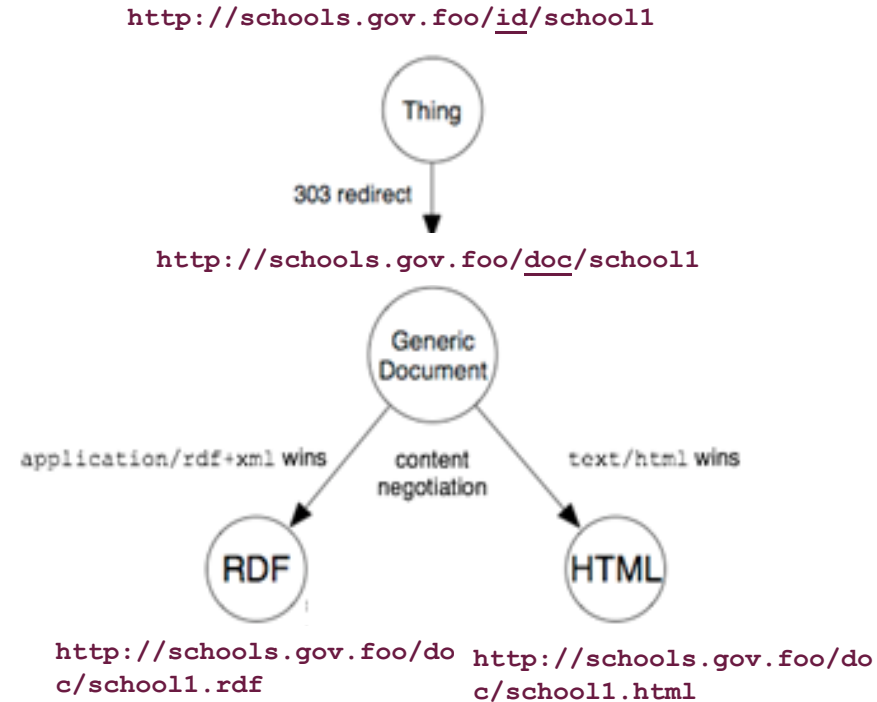 http://schools.gov.foo/id/school1
Thing
303 redirect
http://schools.gov.foo/doc/school1
Generic
Document
application/rdf+xml wins
content
negotiation
text/html wins
RDF
HTML
http://schools.gov.foo/do
c/school1.rdf
http://schools.gov.foo/do
c/school1.html